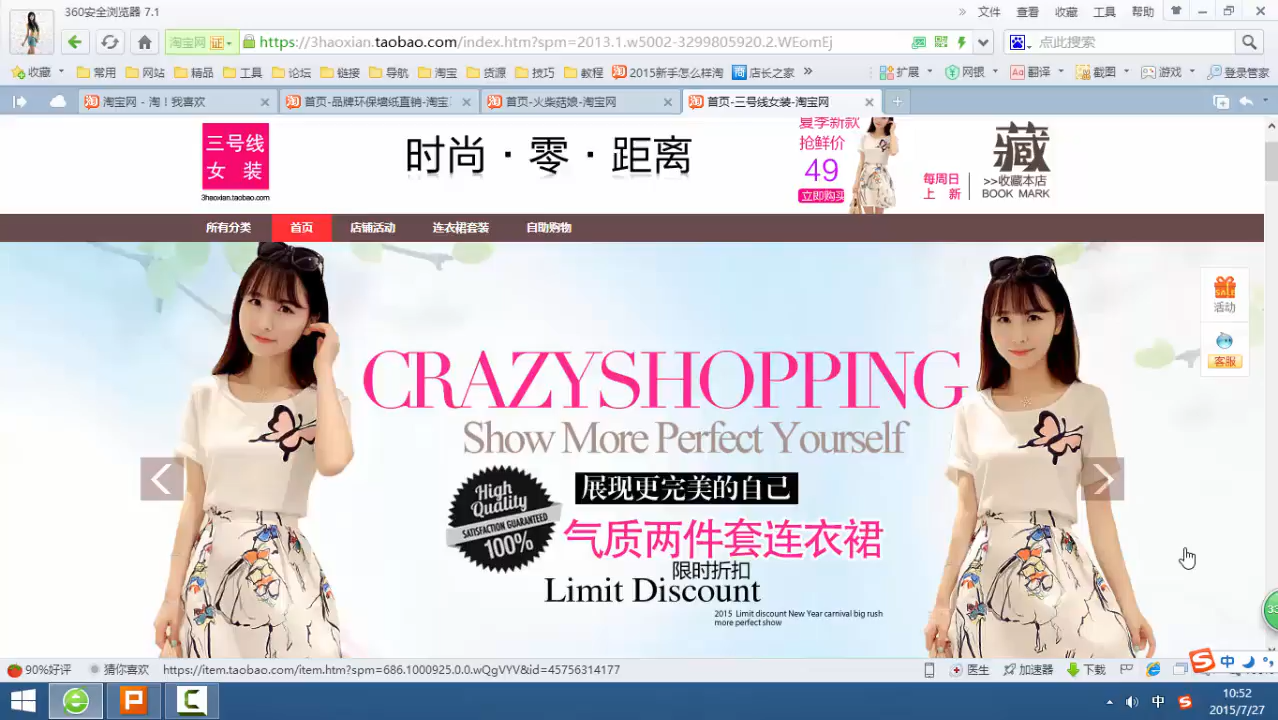 360安全浏览器 7.1
» 文件 查看 收藏 工具 帮助
淘宝网 证 https://3haoxian.taobao.com/index.htm?spm=2013.1.w5002-3299805920.2.WEomEj
点此搜索
收藏 常用 网站 精品 工具 论坛 链接 导航 淘宝 货源 技巧 教程 2015新手怎么样淘 商 店长之家 » 扩展 网银 Aa 翻译 截图 游戏 登录管家
淘 淘宝网 - 淘！我喜欢 淘 首页-品牌环保墙纸直销-淘宝 淘 首页-火柴菇娘-淘宝网 淘 首页-三号线女装-淘宝网
三号线
女 装
3haoxian.taobao.com
时尚·零·距离
夏季新款
抢鲜价
49
立即购买
每周日
上 新
藏
>>收藏本店
BOOK MARK
所有分类 首页 店铺活动 连衣裙套装 自助购物
SALE
活动
客服
CRAZYSHOPPING
Show More Perfect Yourself
High
Quality
SATISFACTION GUARANTEED
100%
展现更完美的自己
气质两件套连衣裙
限时折扣
Limit Discount
2015 Limit discount New Year carnival big rush
more perfect show
33
90%好评 猜你喜欢 https://item.taobao.com/item.htm?spm=686.1000925.0.0.wQgVYV&id=45756314177 医生 加速器 下载
S 中
P C 中 S 10:52
2015/7/27